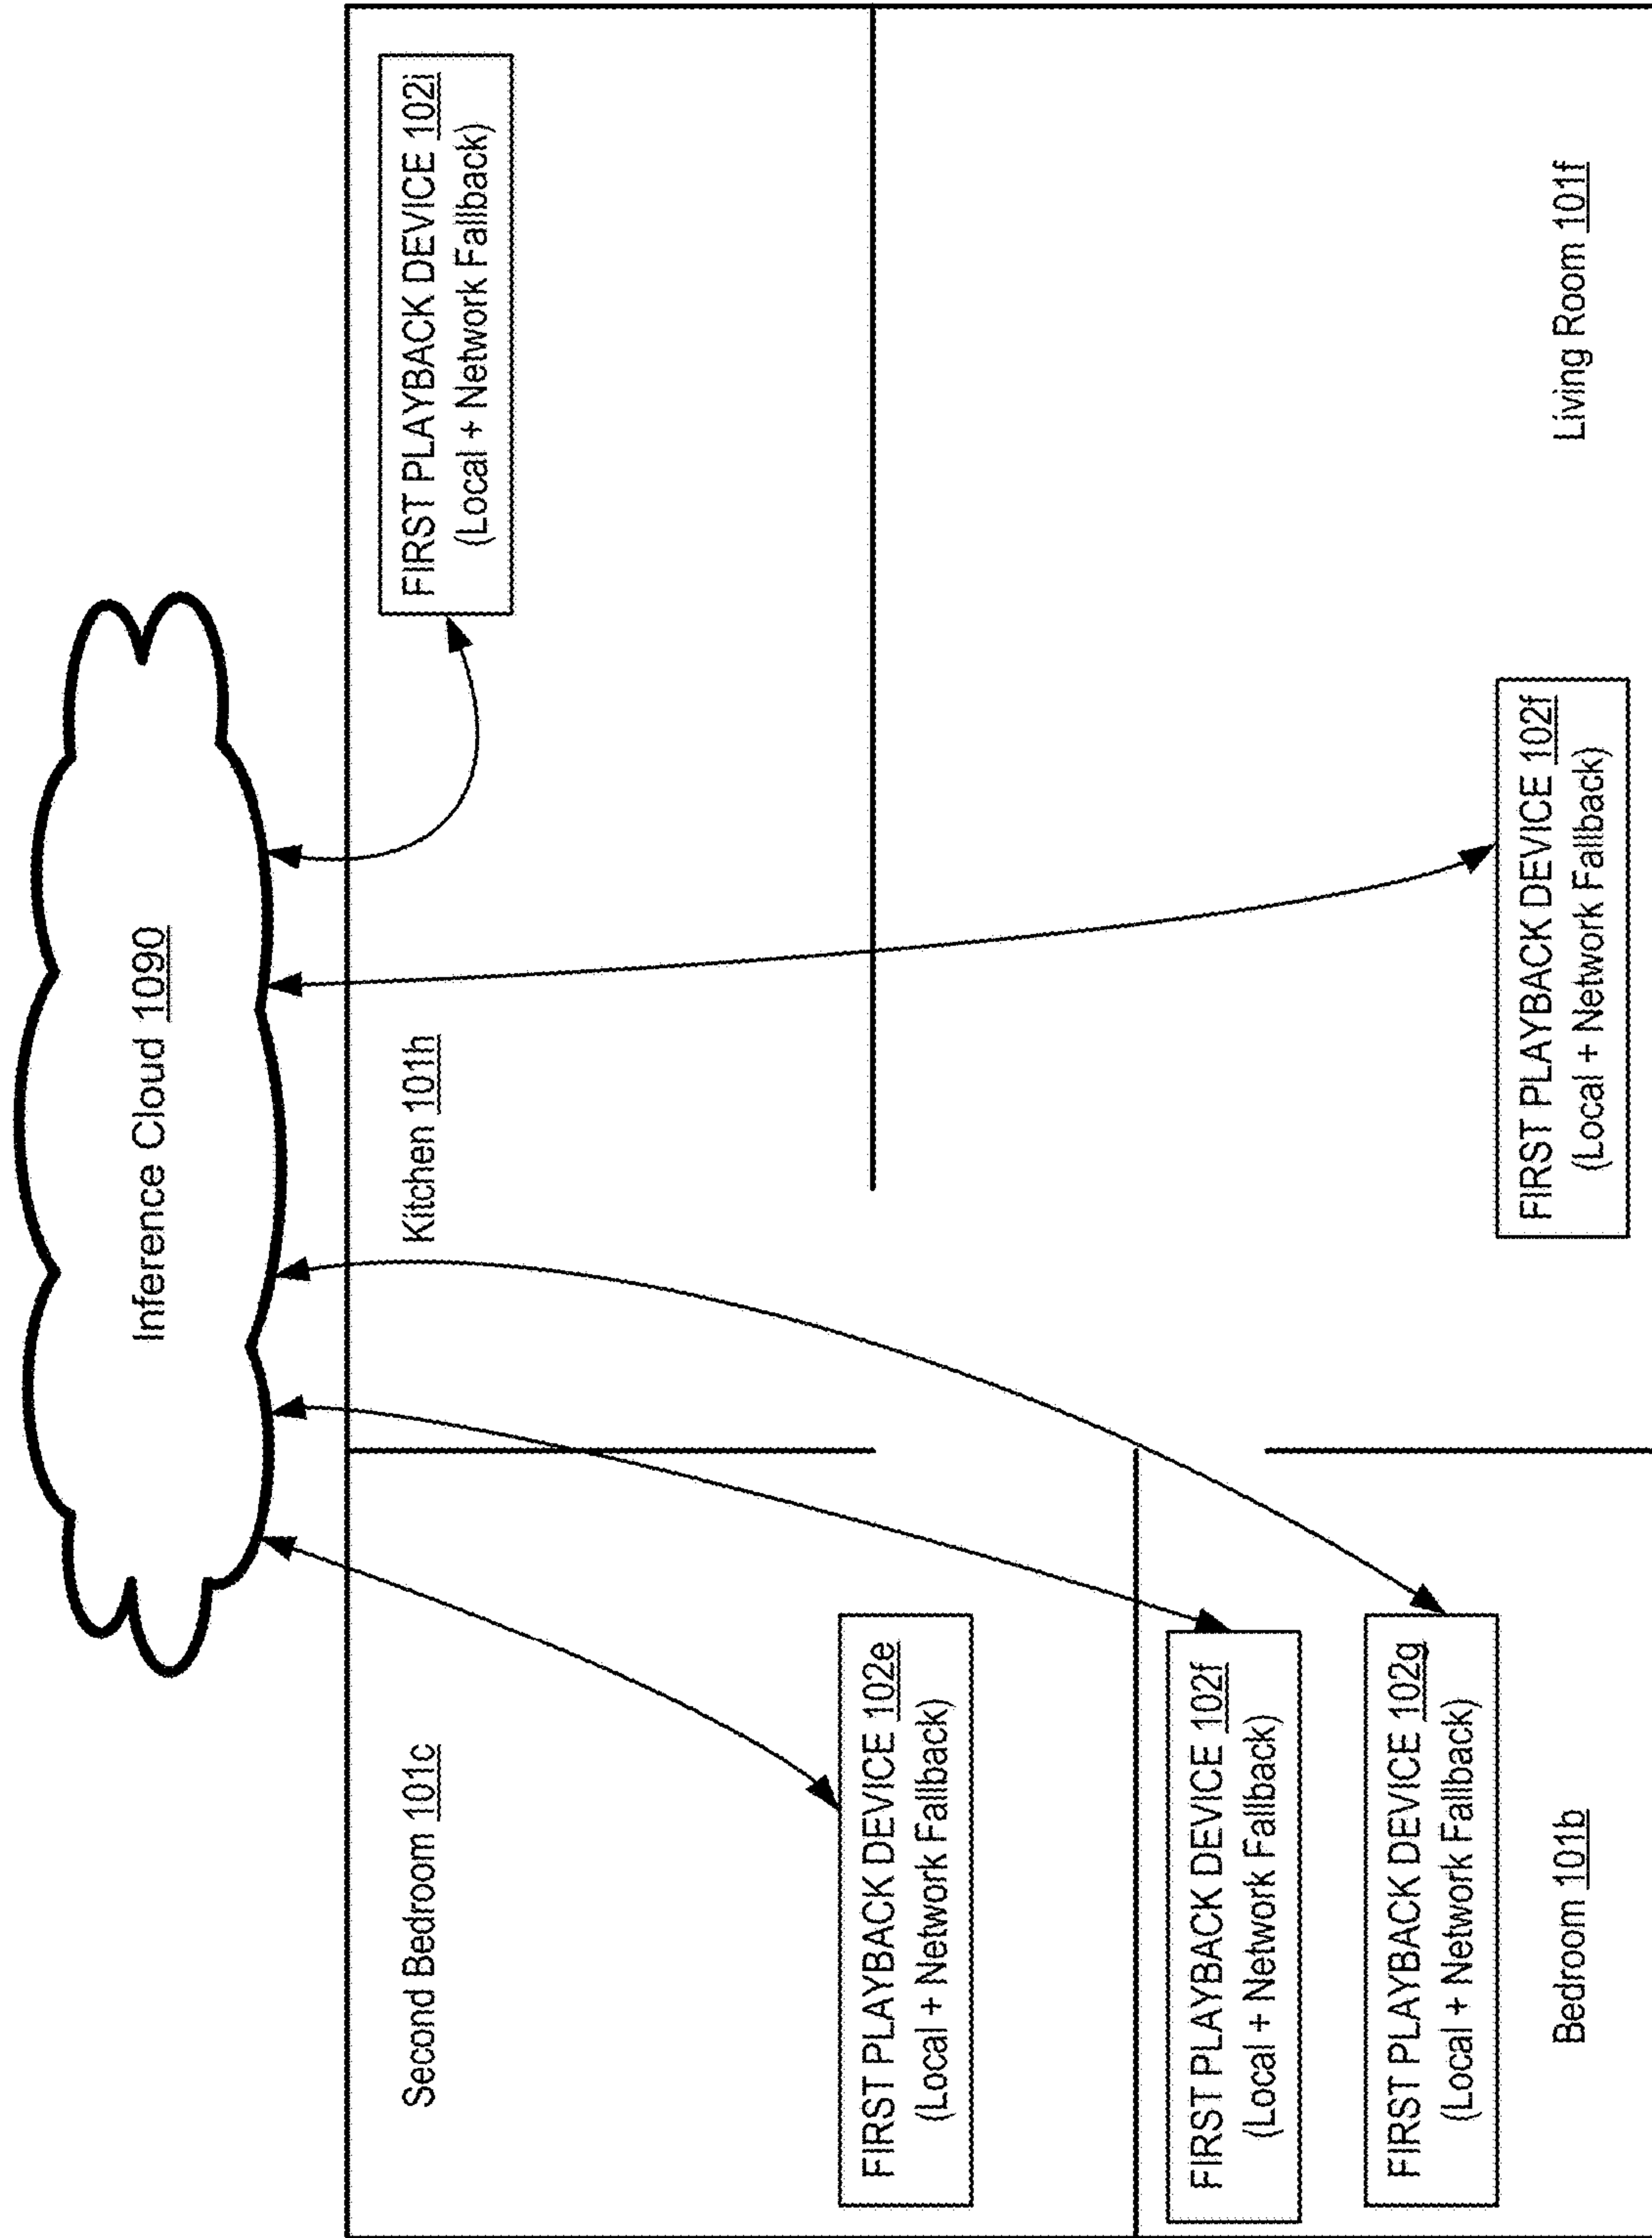 Inference Cloud 1090
Second Bedroom 101c
Kitchen 101h
FIRST PLAYBACK DEVICE 102i
(Local + Network Fallback)
FIRST PLAYBACK DEVICE 102e
(Local + Network Fallback)
FIRST PLAYBACK DEVICE 102f
(Local + Network Fallback)
FIRST PLAYBACK DEVICE 102g
(Local + Network Fallback)
Bedroom 101b
FIRST PLAYBACK DEVICE 102f
(Local + Network Fallback)
Living Room 101f